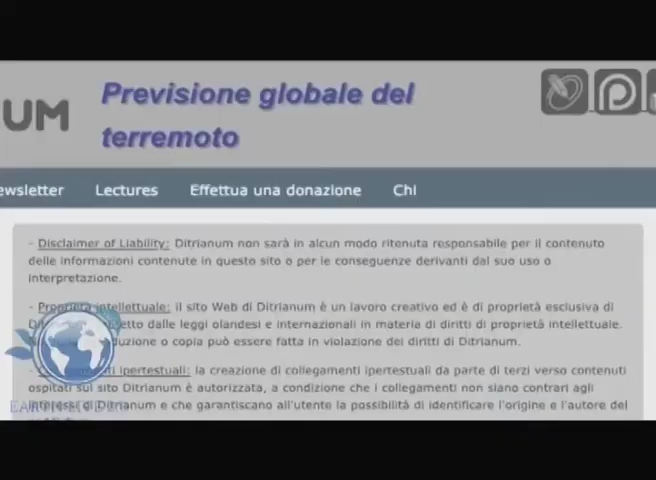 UM
Previsione globale del
terremoto
ewsletter Lectures Effettua una donazione Chi
- Disclaimer of Liability: Ditrianum non sarà in alcun modo ritenuta responsabile per il contenuto
delle informazioni contenute in questo sito o per le conseguenze derivanti dal suo uso o
interpretazione.
- Proprietà intellettuale: il sito Web di Ditrianum è un lavoro creativo ed è di proprietà esclusiva di
dalle leggi olandesi e internazionali in materia di diritti di proprietà intellettuale.
o copia può essere fatta in violazione dei diritti di Ditrianum.
ipertestuali: la creazione di collegamenti ipertestuali da parte di terzi verso contenuti
ospitati sul sito Ditrianum è autorizzata, a condizione che i collegamenti non siano contrari agli
interessi di Ditrianum e che garantiscano all'utente la possibilità di identificare l'origine e l'autore del